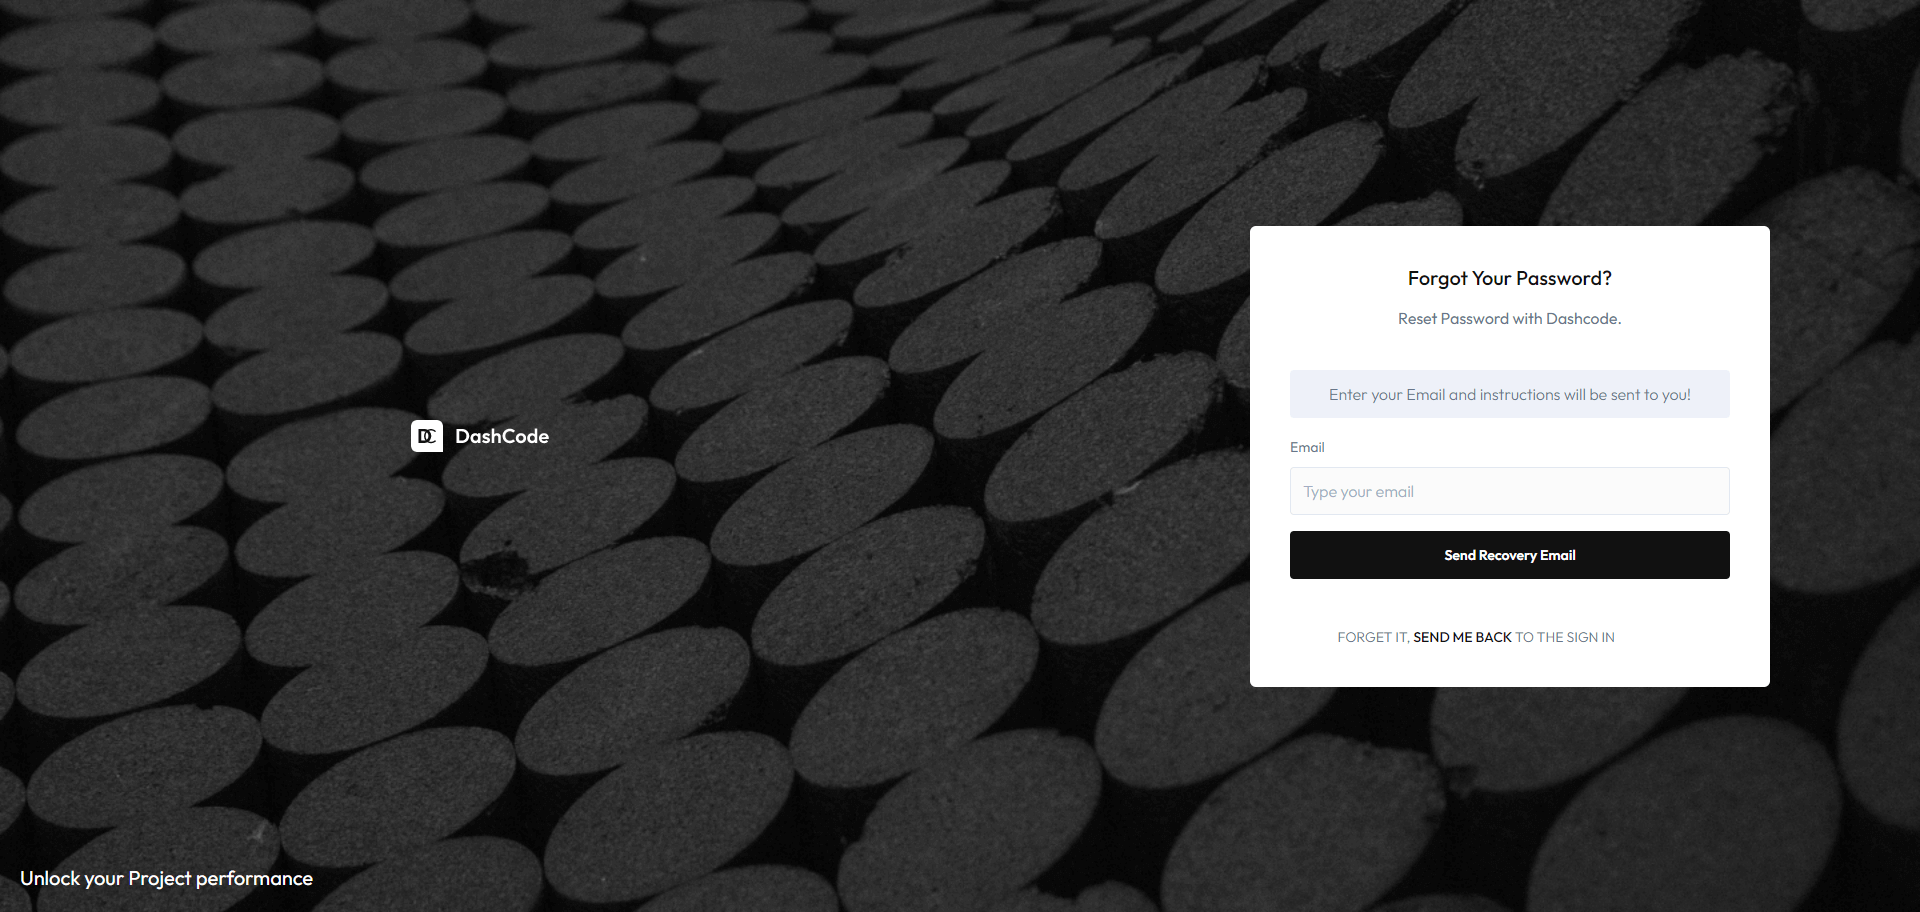 DC DashCode
Unlock your Project performance
Forgot Your Password?
Reset Password with Dashcode.
Enter your Email and instructions will be sent to you!
Email
Type your email
Send Recovery Email
FORGET IT, SEND ME BACK TO THE SIGN IN